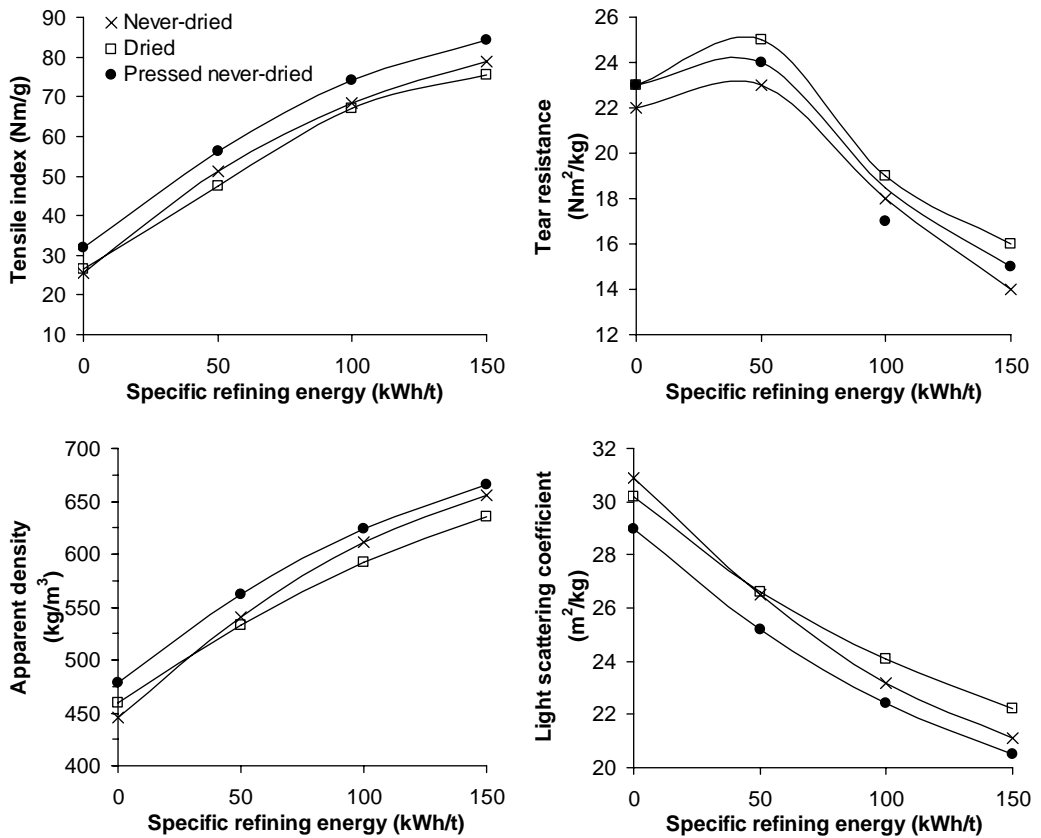 Tensile index (Nm/g)
90
80
70
60
50
40
30
20
10
Never-dried
Dried
Pressed never-dried
0 50 100 150
Specific refining energy (kWh/t)
Tear resistance
(Nm²/kg)
26
24
22
20
18
16
14
12
0 50 100 150
Specific refining energy (kWh/t)
Apparent density
(kg/m³)
700
650
600
550
500
450
400
0 50 100 150
Specific refining energy (kWh/t)
Light scattering coefficient
(m²/kg)
32
30
28
26
24
22
20
0 50 100 150
Specific refining energy (kWh/t)